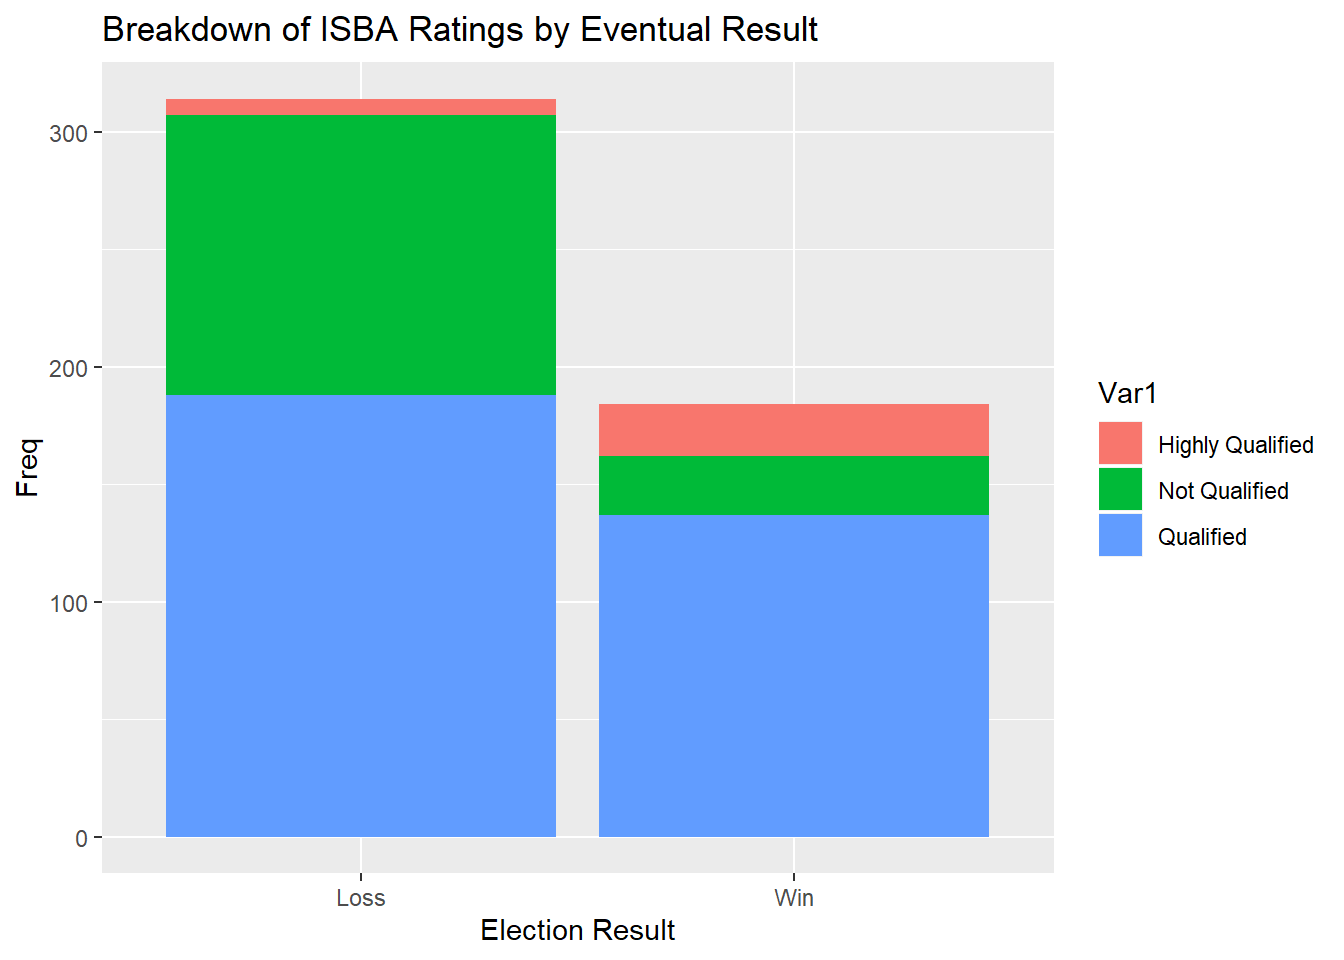 Breakdown of ISBA Ratings by Eventual Result
300
200
100
0
Freq
Loss
Win
Election Result
Var1
Highly Qualified
Not Qualified
Qualified